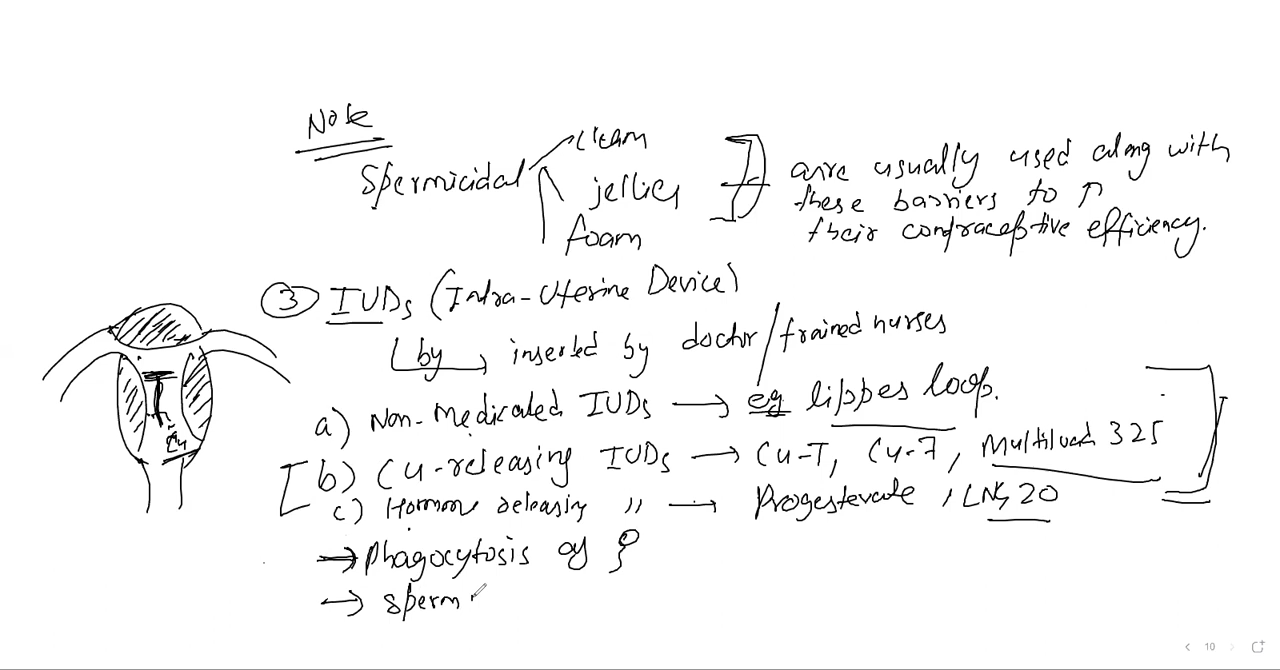 Note
Spermicidal
cream
jellies
foam
are usually used along with
these barriers to ↑
their contraceptive efficiency.
③ IUDs (Intra-Uterine Device)
by → inserted by doctor/trained nurses
a) Non-Medicated IUDs → eg lippes loop.
b) Cu-releasing IUDs → Cu-T, Cu-7, Multiload 325
c) Hormone releasing '' → Progestevate, LNG 20
→ Phagocytosis of
→ Sperm
Cu
10